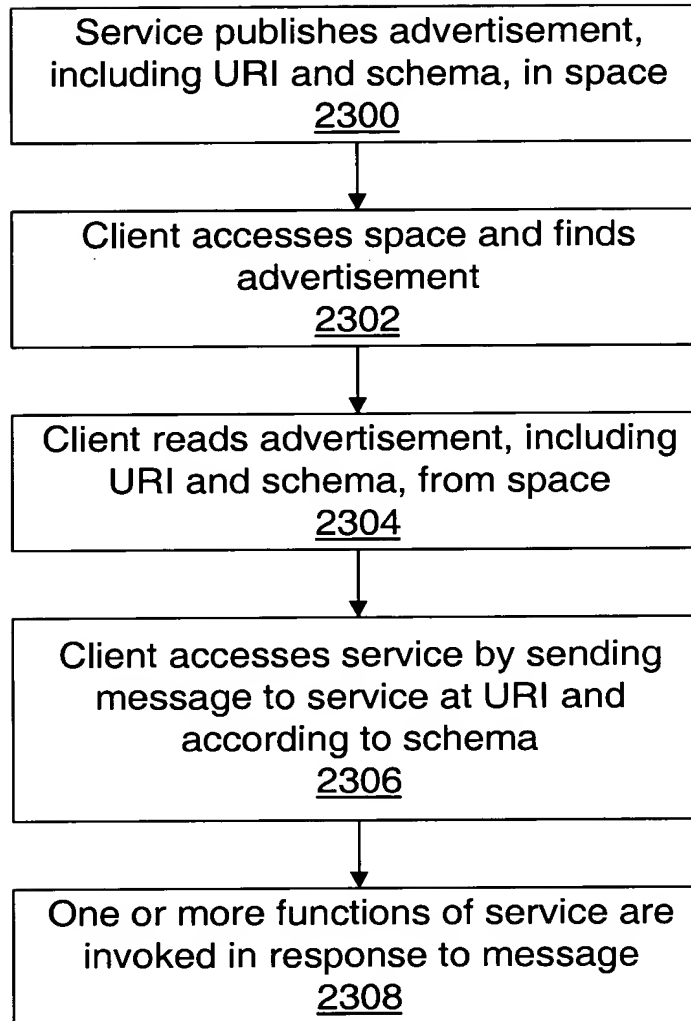 Service publishes advertisement,
including URI and schema, in space
2300
Client accesses space and finds
advertisement
2302
Client reads advertisement, including
URI and schema, from space
2304
Client accesses service by sending
message to service at URI and
according to schema
2306
One or more functions of service are
invoked in response to message
2308